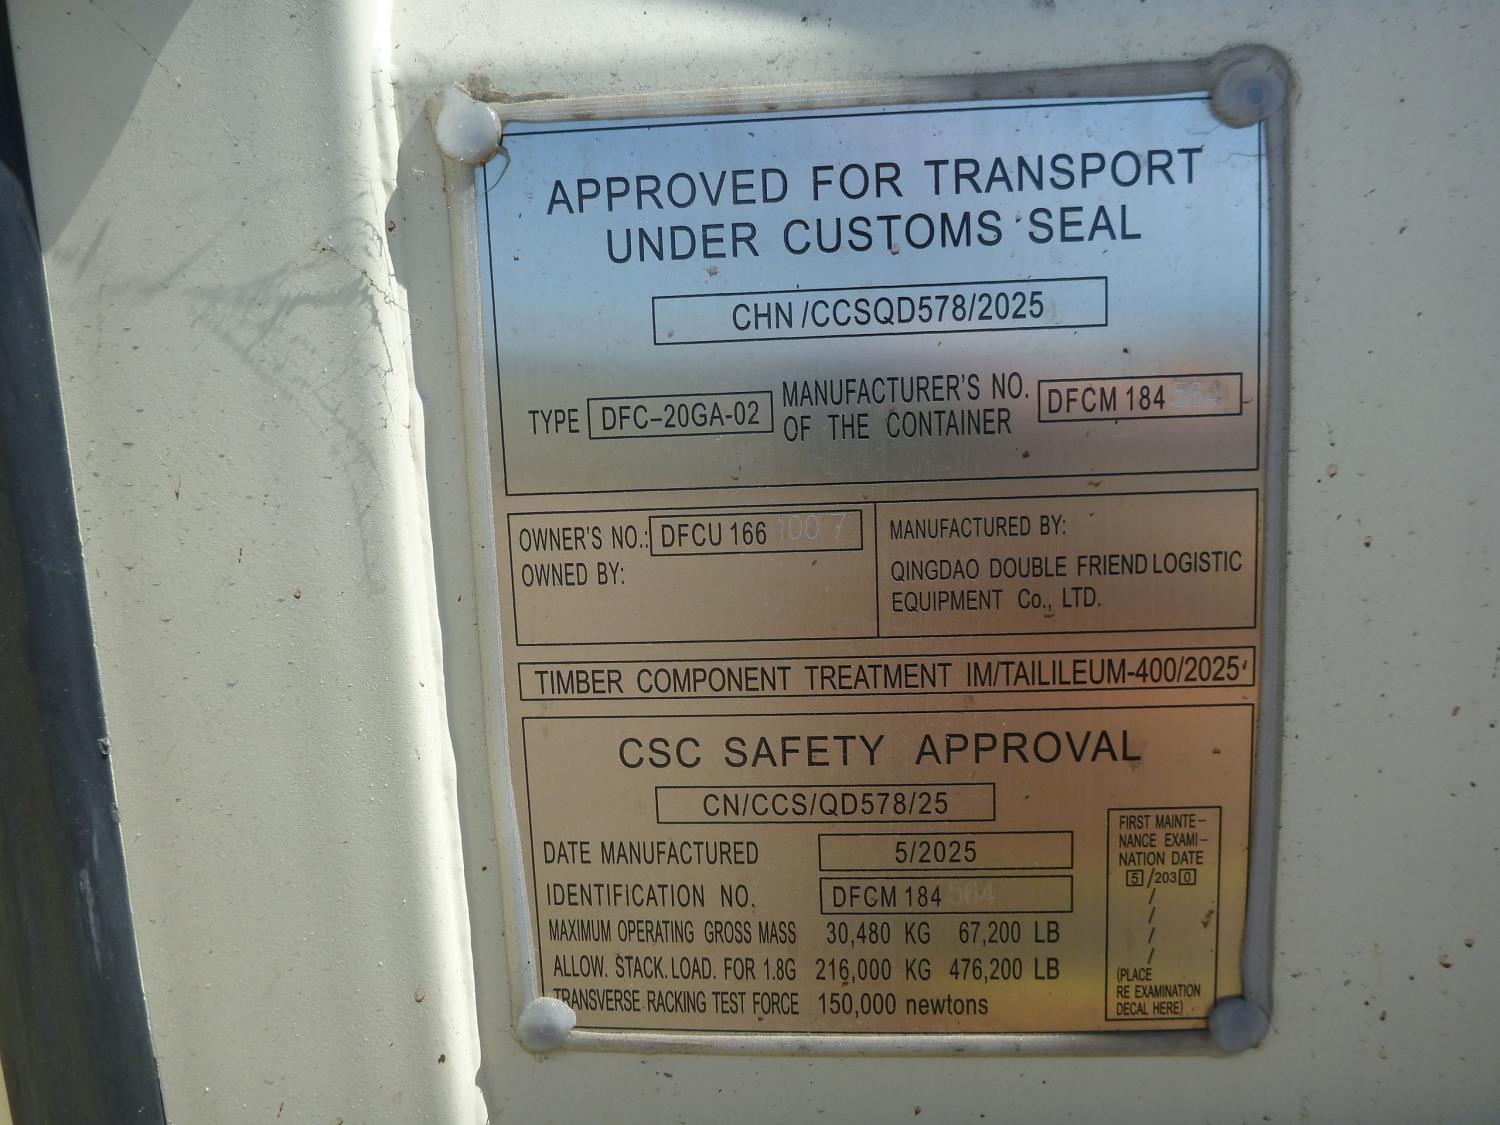 APPROVED FOR TRANSPORT
UNDER CUSTOMS SEAL
CHN/CCSQD578/2025
TYPE DFC-20GA-02 MANUFACTURER'S NO. OF THE CONTAINER DFCM 184 564
OWNER'S NO.: DFCU 166 100 7
OWNED BY:
MANUFACTURED BY:
QINGDAO DOUBLE FRIEND LOGISTIC
EQUIPMENT Co., LTD.
TIMBER COMPONENT TREATMENT IM/TAILILEUM-400/2025
CSC SAFETY APPROVAL
CN/CCS/QD578/25
DATE MANUFACTURED 5/2025
IDENTIFICATION NO. DFCM 184 564
MAXIMUM OPERATING GROSS MASS 30,480 KG 67,200 LB
ALLOW. STACK. LOAD. FOR 1.8G 216,000 KG 476,200 LB
TRANSVERSE RACKING TEST FORCE 150,000 newtons
FIRST MAINTE-
NANCE EXAMI-
NATION DATE
5/2030
/
/
/
/
(PLACE
RE EXAMINATION
DECAL HERE)